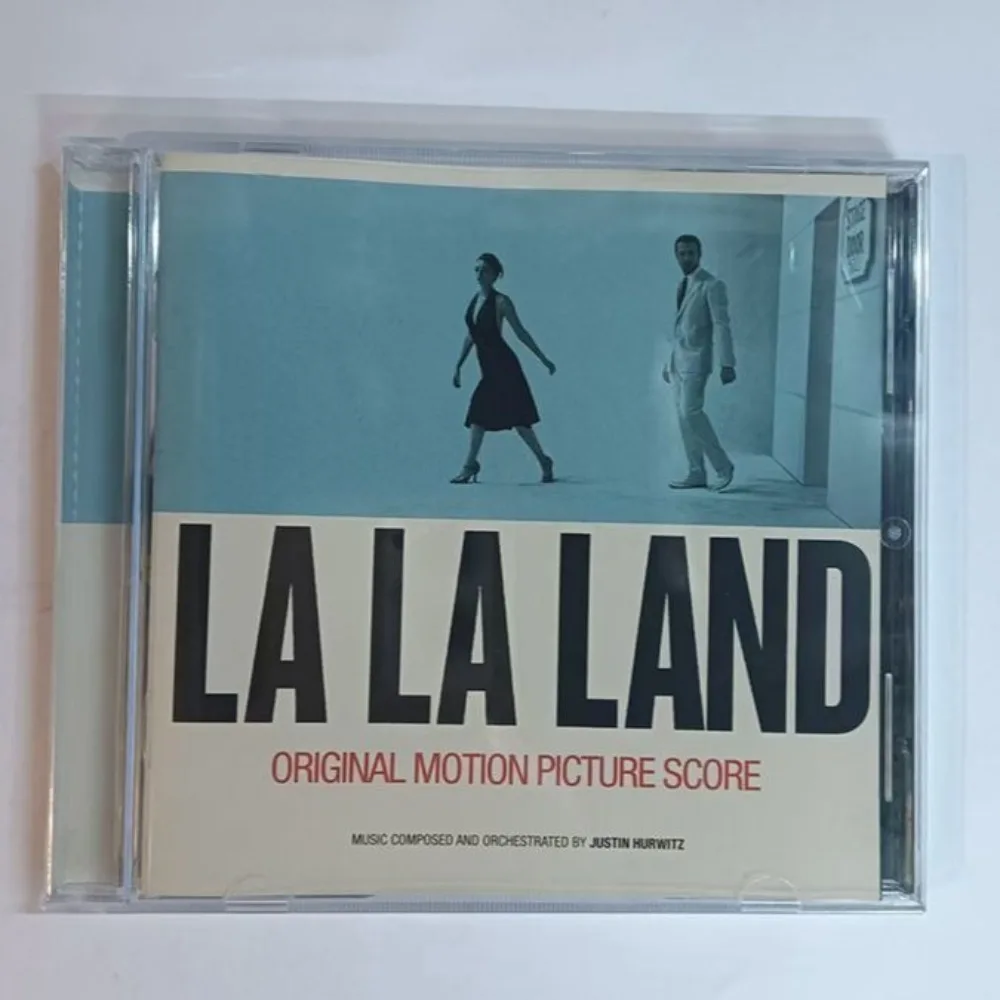 STAGE
DOOR
LA LA LAND
ORIGINAL MOTION PICTURE SCORE
MUSIC COMPOSED AND ORCHESTRATED BY JUSTIN HURWITZ